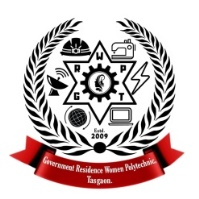 W
R P
G T
Estd.
2009
Government Residence Women Polytechnic,
Tasgaon.